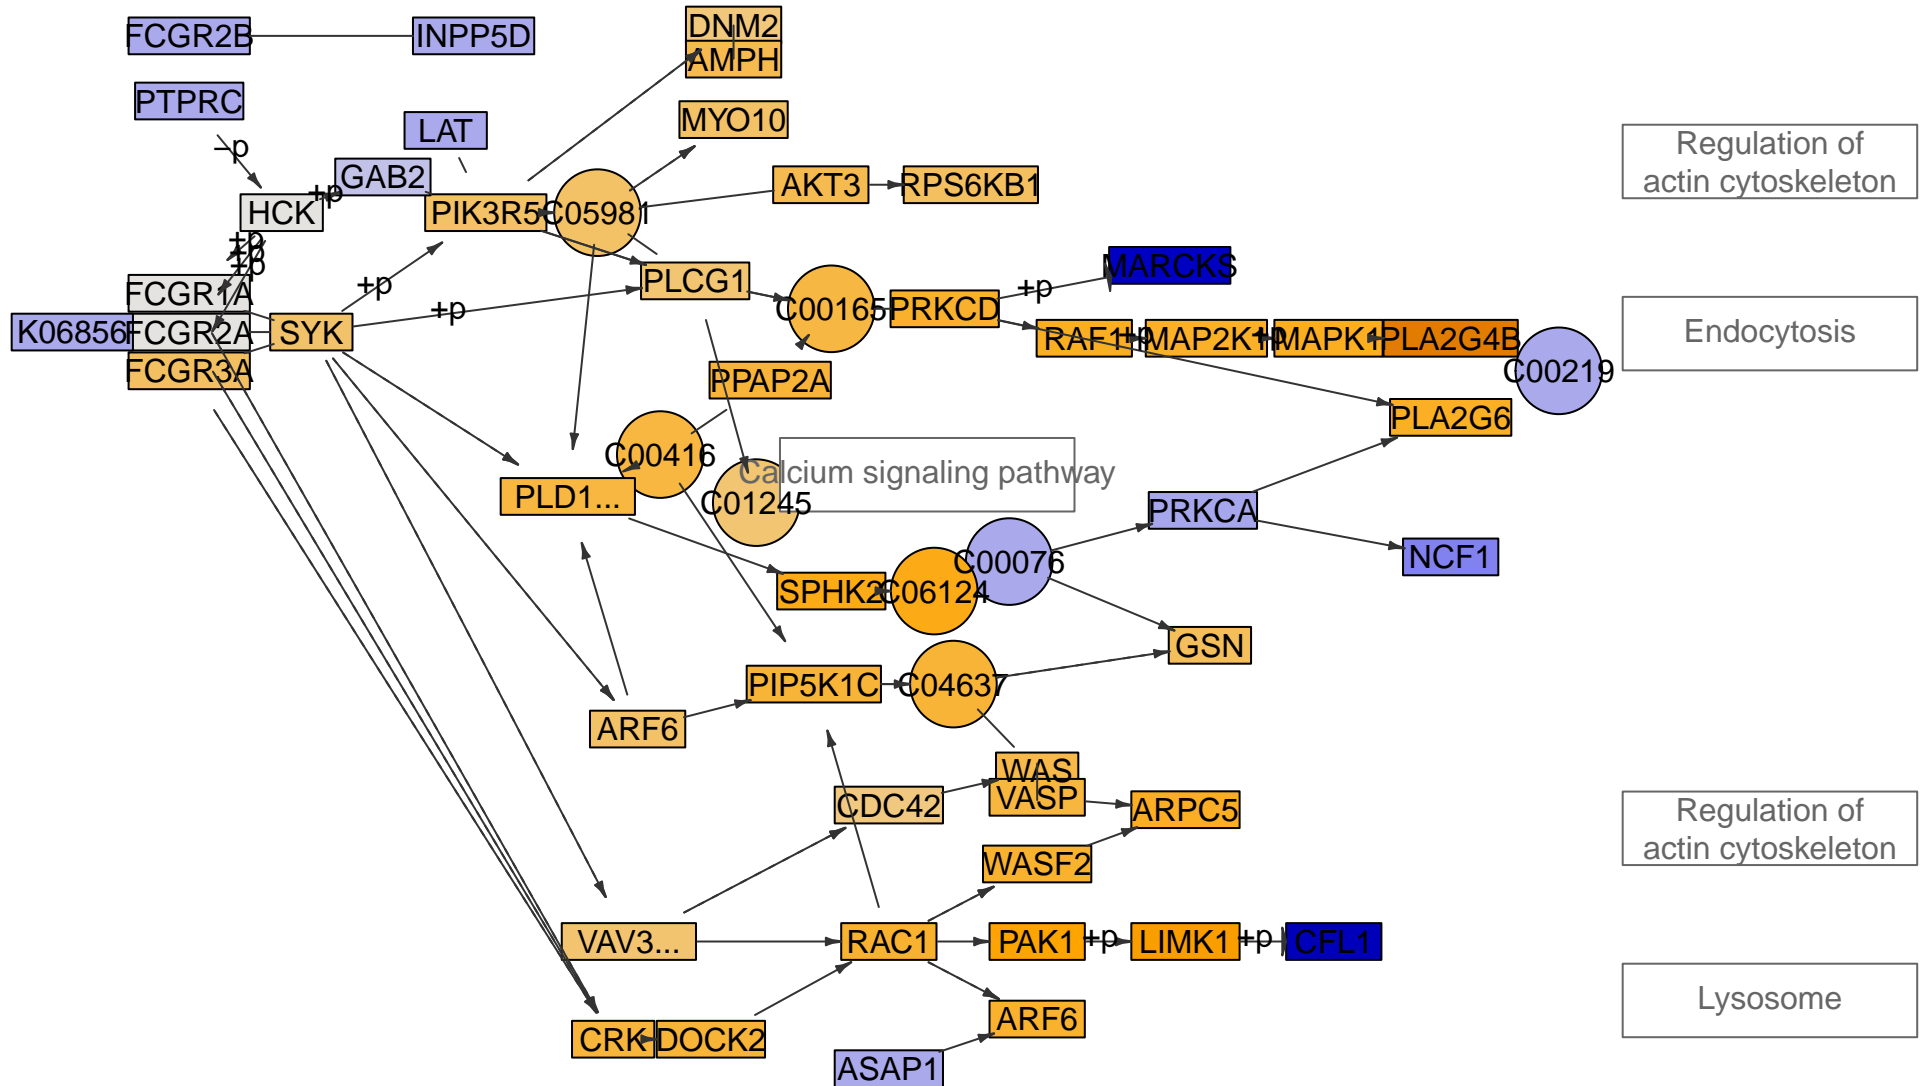 DNM2
FCGR2B
INPP5D
AMPH
PTPRC
MYO10
LAT
Regulation of
actin cytoskeleton
–p
GAB2
+p
AKT3
RPS6KB1
HCK
PIK3R5
C05981
+p
+p
+p
MARCKS
PLCG1
+p
+p
FCGR1A
C00165
PRKCD
+p
K06856
FCGR2A
SYK
RAF1
+p
MAP2K1
+p
MAPK1
PLA2G4B
Endocytosis
FCGR3A
PPAP2A
C00219
PLA2G6
C00416
Calcium signaling pathway
PLD1...
C01245
PRKCA
C00076
NCF1
SPHK2
C06124
GSN
PIP5K1C
C04637
ARF6
WAS
VASP
CDC42
ARPC5
Regulation of
actin cytoskeleton
WASF2
VAV3...
RAC1
PAK1
+p
LIMK1
+p
CFL1
Lysosome
ARF6
CRK
DOCK2
ASAP1